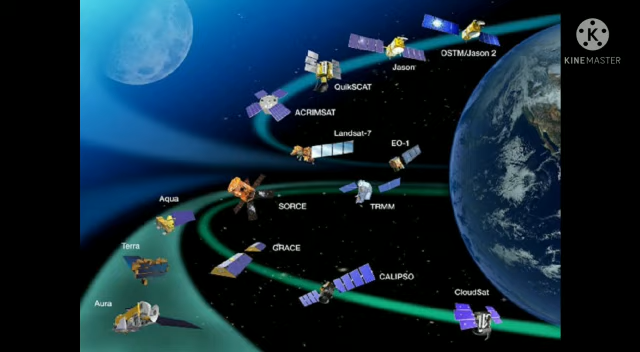 OSTM/Jason 2
Jason
KINEMASTER
QuikSCAT
ACRIMSAT
Landsat-7
EO-1
Aqua
SORCE
TRMM
Terra
GRACE
CALIPSO
CloudSat
Aura